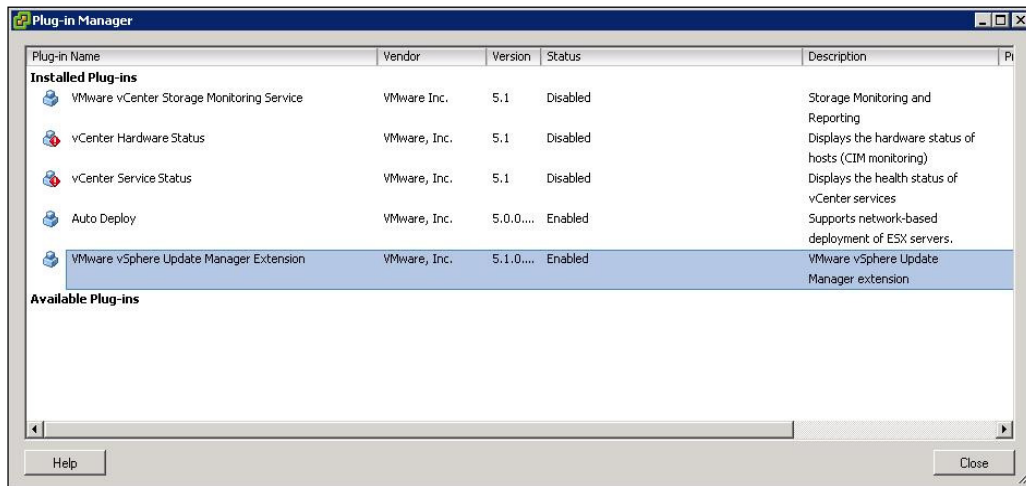 Plug-in Manager
Plug-in Name Vendor Version Status Description Pr
Installed Plug-ins
VMware vCenter Storage Monitoring Service VMware Inc. 5.1 Disabled Storage Monitoring and
Reporting
vCenter Hardware Status VMware, Inc. 5.1 Disabled Displays the hardware status of
hosts (CIM monitoring)
vCenter Service Status VMware, Inc. 5.1 Disabled Displays the health status of
vCenter services
Auto Deploy VMware, Inc. 5.0.0.... Enabled Supports network-based
deployment of ESX servers.
VMware vSphere Update Manager Extension VMware, Inc. 5.1.0.... Enabled VMware vSphere Update
Manager extension
Available Plug-ins
Help Close